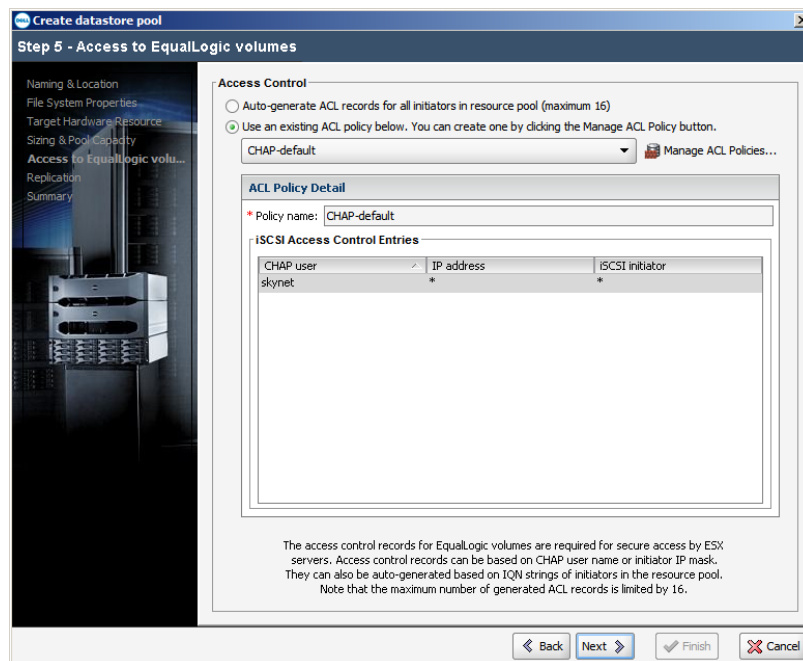 DELL
Create datastore pool
Step 5 - Access to EqualLogic volumes
Naming & Location
File System Properties
Target Hardware Resource
Sizing & Pool Capacity
Access to EqualLogic volu...
Replication
Summary
Access Control
Auto-generate ACL records for all initiators in resource pool (maximum 16)
Use an existing ACL policy below. You can create one by clicking the Manage ACL Policy button.
CHAP-default
Manage ACL Policies...
ACL Policy Detail
* Policy name: CHAP-default
iSCSI Access Control Entries
CHAP user IP address iSCSI initiator
skynet * *
The access control records for EqualLogic volumes are required for secure access by ESX
servers. Access control records can be based on CHAP user name or initiator IP mask.
They can also be auto-generated based on IQN strings of initiators in the resource pool.
Note that the maximum number of generated ACL records is limited by 16.
Back Next Finish Cancel